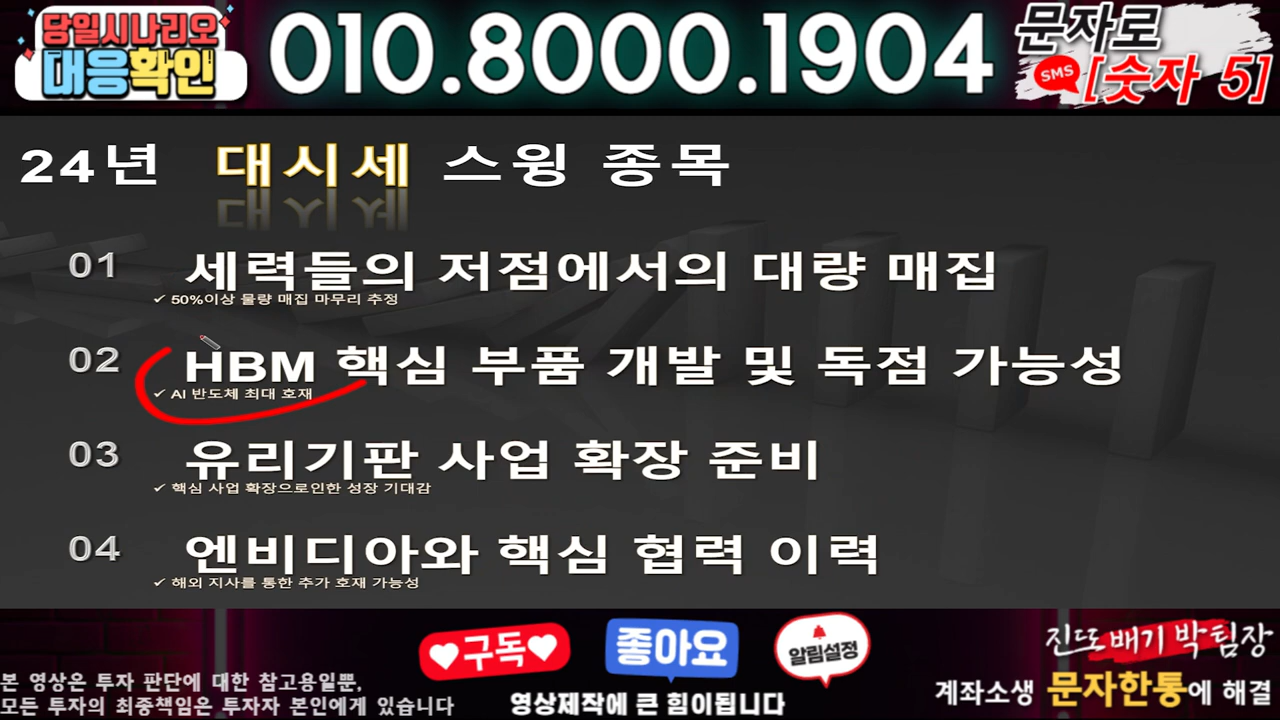 당일시나리오
대응확인
010.8000.1904
문자로
SMS
[숫자 5]
24년 대시세 스윙 종목
01 세력들의 저점에서의 대량 매집
✓ 50%이상 물량 매집 마무리 추정
02 HBM 핵심 부품 개발 및 독점 가능성
✓ AI 반도체 최대 호재
03 유리기판 사업 확장 준비
✓ 핵심 사업 확장으로인한 성장 기대감
04 엔비디아와 핵심 협력 이력
✓ 해외 지사를 통한 추가 호재 가능성
구독
좋아요
알림설정
영상제작에 큰 힘이됩니다
본 영상은 투자 판단에 대한 참고용일뿐,
모든 투자의 최종책임은 투자자 본인에게 있습니다
진또배기 박팀장
계좌소생 문자한통에 해결